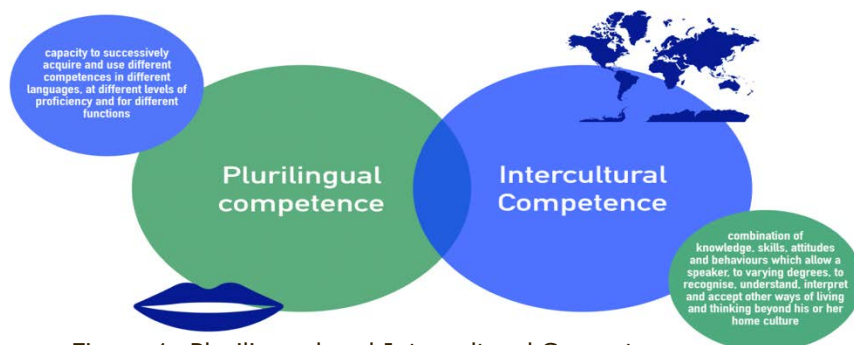 capacity to successively
acquire and use different
competences in different
languages, at different levels of
proficiency and for different
functions
Plurilingual
competence
Intercultural
Competence
combination of
knowledge, skills, attitudes
and behaviours which allow a
speaker, to varying degrees, to
recognise, understand, interpret
and accept other ways of living
and thinking beyond his or her
home culture